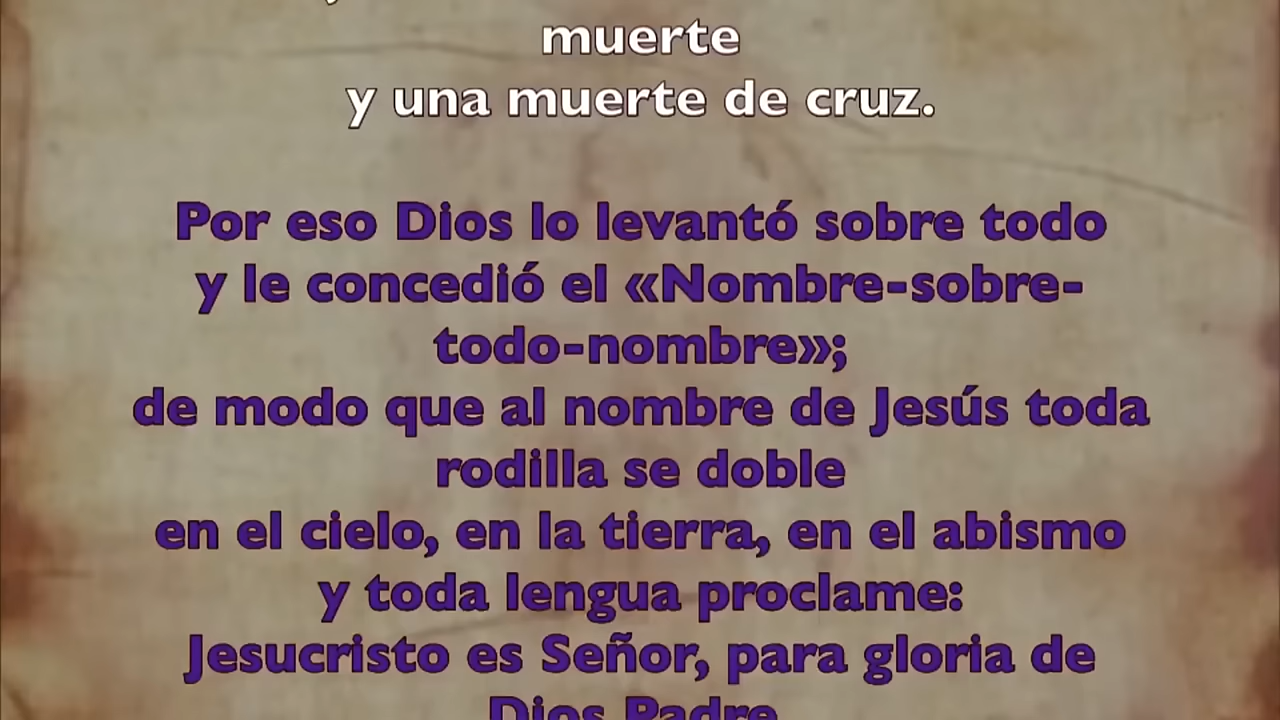 muerte
y una muerte de cruz.
Por eso Dios lo levantó sobre todo
y le concedió el «Nombre-sobre-
todo-nombre»;
de modo que al nombre de Jesús toda
rodilla se doble
en el cielo, en la tierra, en el abismo
y toda lengua proclame:
Jesucristo es Señor, para gloria de
Dios Padre